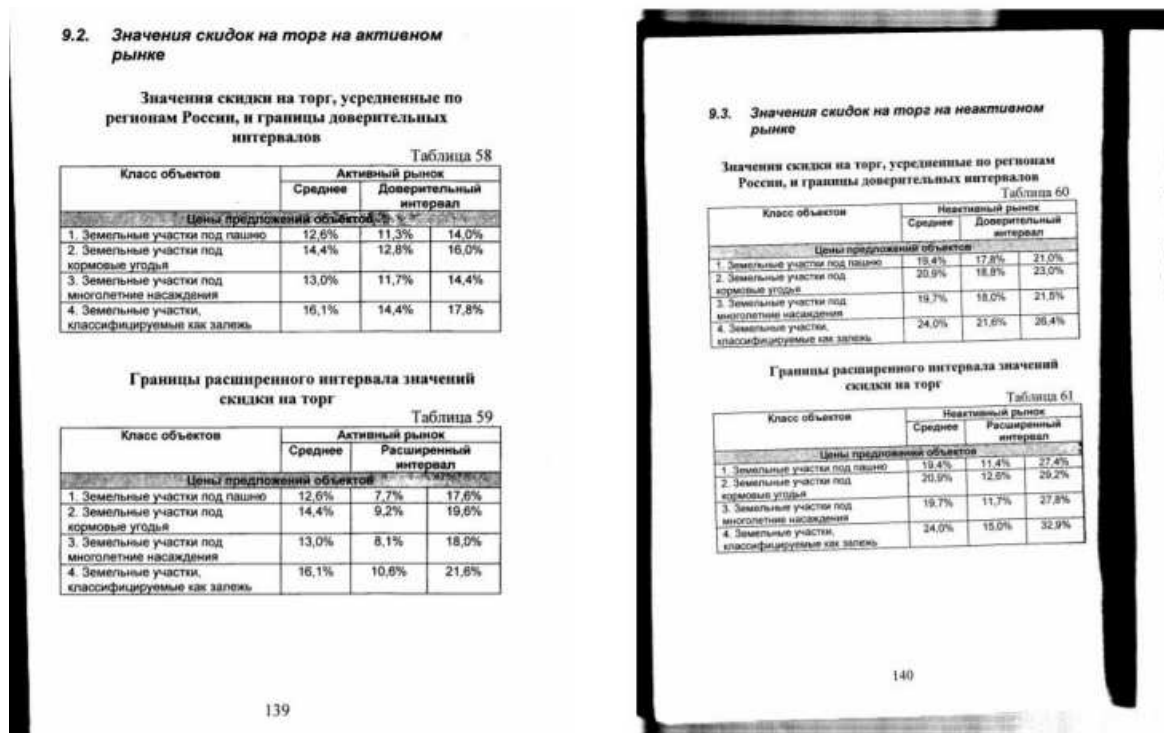 9.2. Значения скидок на торг на активном
рынке
Значения скидки на торг, усредненные по
регионам России, и границы доверительных
интервалов
Таблица 58
Класс объектов Активный рынок
Среднее Доверительный
интервал
Цены предложений объектов
1. Земельные участки под пашню 12,6% 11,3% 14,0%
2. Земельные участки под 14,4% 12,8% 16,0%
кормовые угодья
3. Земельные участки под 13,0% 11,7% 14,4%
многолетние насаждения
4. Земельные участки, 16,1% 14,4% 17,8%
классифицируемые как залежь
Границы расширенного интервала значений
скидки на торг
Таблица 59
Класс объектов Активный рынок
Среднее Расширенный
интервал
Цены предложений объектов
1. Земельные участки под пашню 12,6% 7,7% 17,6%
2. Земельные участки под 14,4% 9,2% 19,6%
кормовые угодья
3. Земельные участки под 13,0% 8,1% 18,0%
многолетние насаждения
4. Земельные участки, 16,1% 10,6% 21,6%
классифицируемые как залежь
139
9.3. Значения скидок на торг на неактивном
рынке
Значения скидки на торг, усредненные по регионам
России, и границы доверительных интервалов
Таблица 60
Класс объектов Неактивный рынок
Среднее Доверительный
интервал
Цены предложений объектов
1. Земельные участки под пашню 19,4% 17,8% 21,0%
2. Земельные участки под 20,9% 18,8% 23,0%
кормовые угодья
3. Земельные участки под 19,7% 18,0% 21,5%
многолетние насаждения
4. Земельные участки, 24,0% 21,6% 26,4%
классифицируемые как залежь
Границы расширенного интервала значений
скидки на торг
Таблица 61
Класс объектов Неактивный рынок
Среднее Расширенный
интервал
Цены предложений объектов
1. Земельные участки под пашню 19,4% 11,4% 27,4%
2. Земельные участки под 20,9% 12,6% 29,2%
кормовые угодья
3. Земельные участки под 19,7% 11,7% 27,8%
многолетние насаждения
4. Земельные участки, 24,0% 15,0% 32,9%
классифицируемые как залежь
140